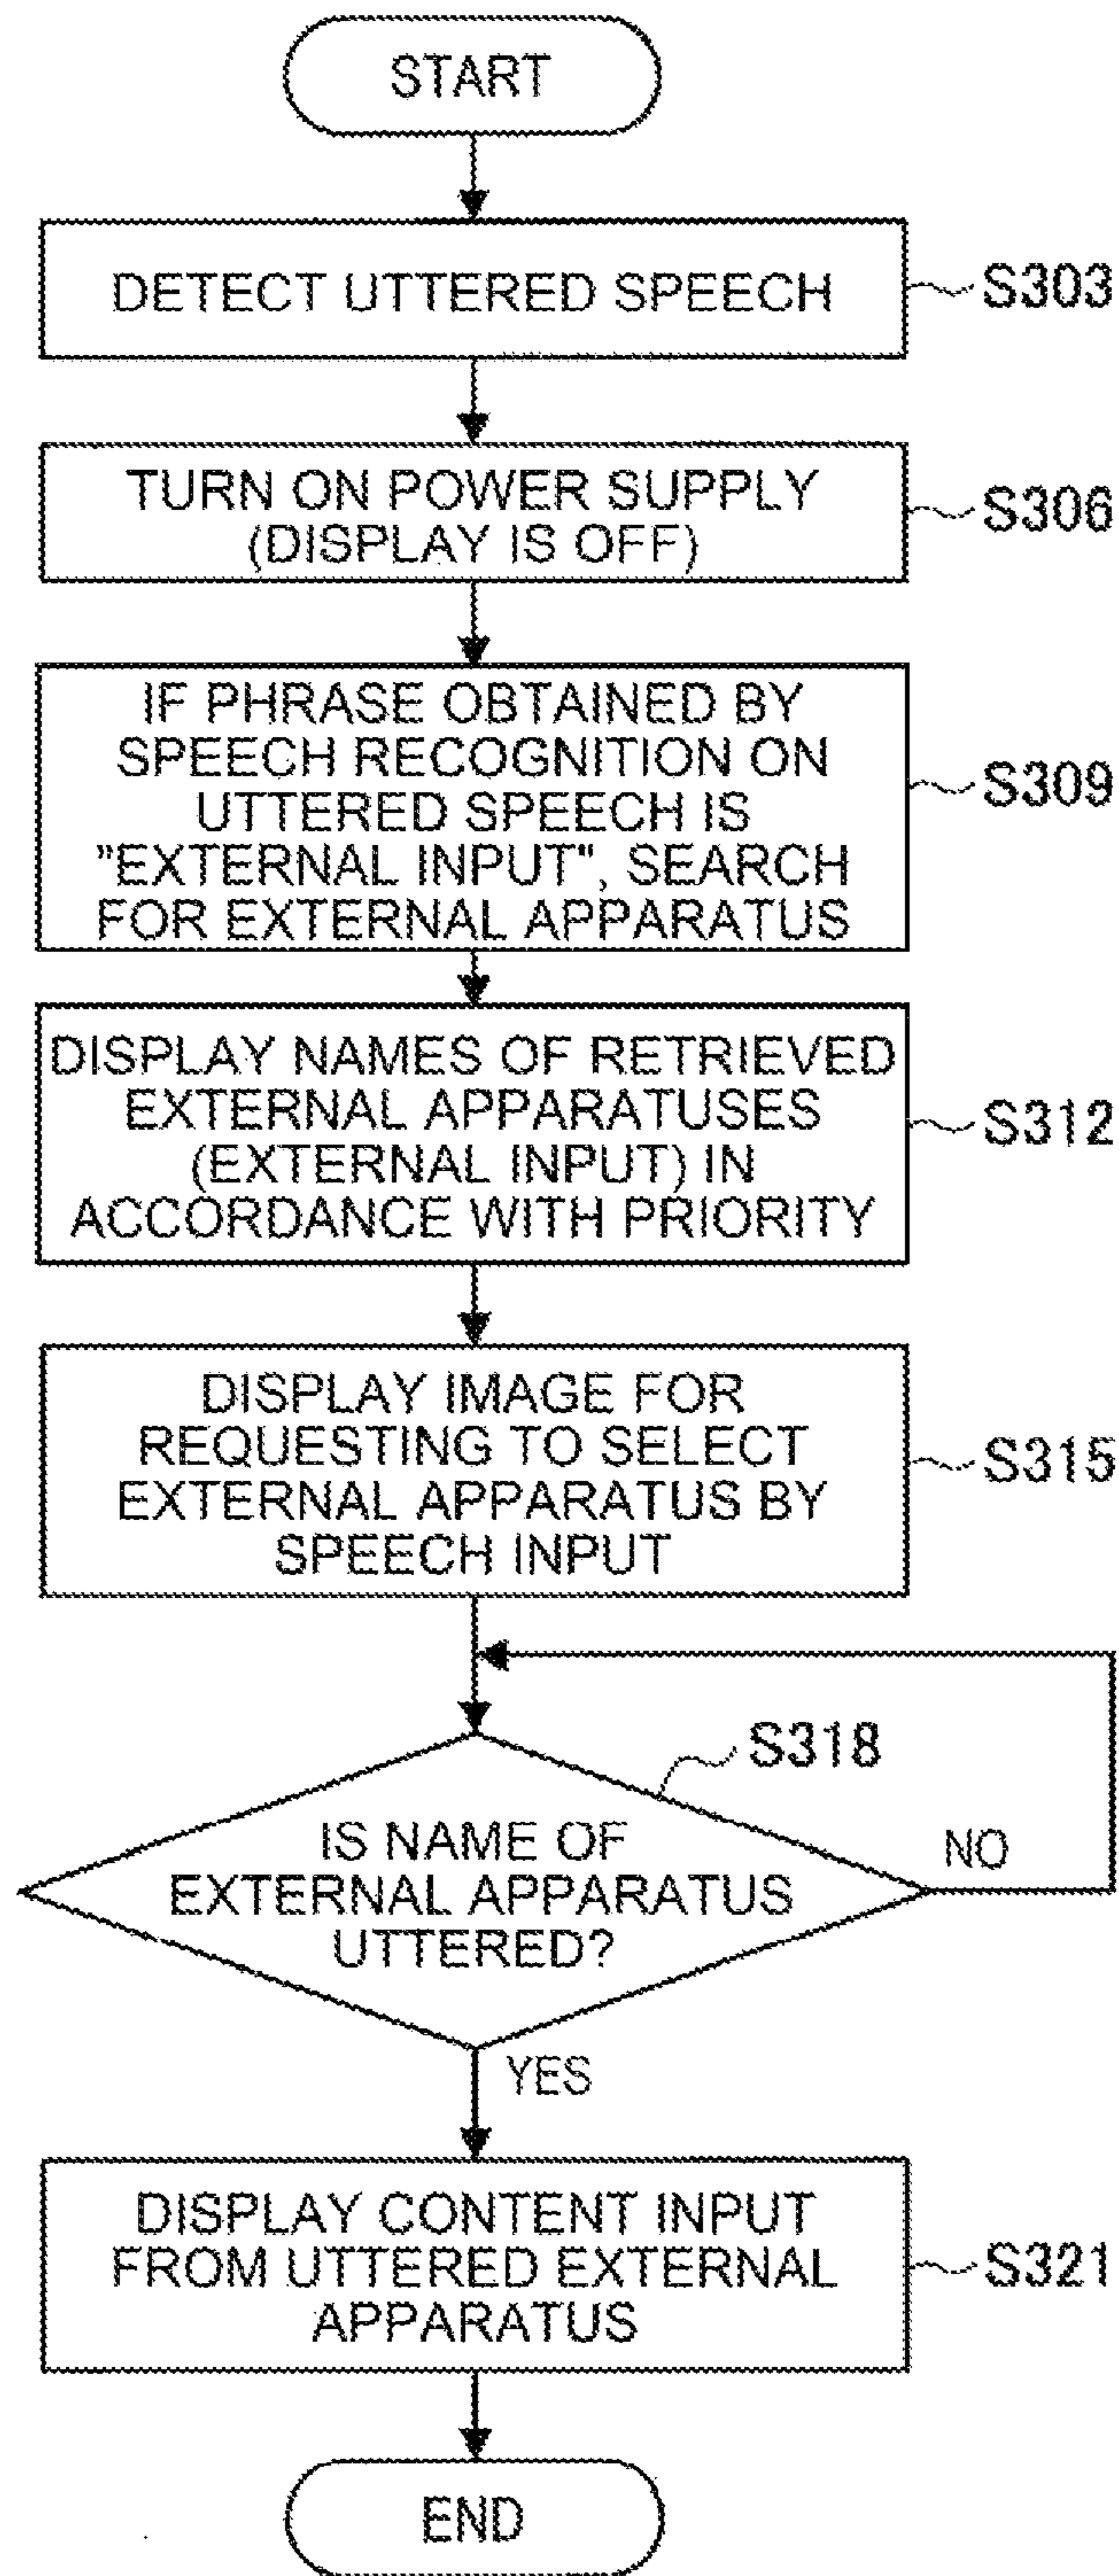 START
DETECT UTTERED SPEECH
S303
TURN ON POWER SUPPLY
(DISPLAY IS OFF)
S306
IF PHRASE OBTAINED BY
SPEECH RECOGNITION ON
UTTERED SPEECH IS
"EXTERNAL INPUT", SEARCH
FOR EXTERNAL APPARATUS
S309
DISPLAY NAMES OF RETRIEVED
EXTERNAL APPARATUSES
(EXTERNAL INPUT) IN
ACCORDANCE WITH PRIORITY
S312
DISPLAY IMAGE FOR
REQUESTING TO SELECT
EXTERNAL APPARATUS BY
SPEECH INPUT
S315
S318
IS NAME OF
EXTERNAL APPARATUS
UTTERED?
NO
YES
DISPLAY CONTENT INPUT
FROM UTTERED EXTERNAL
APPARATUS
S321
END